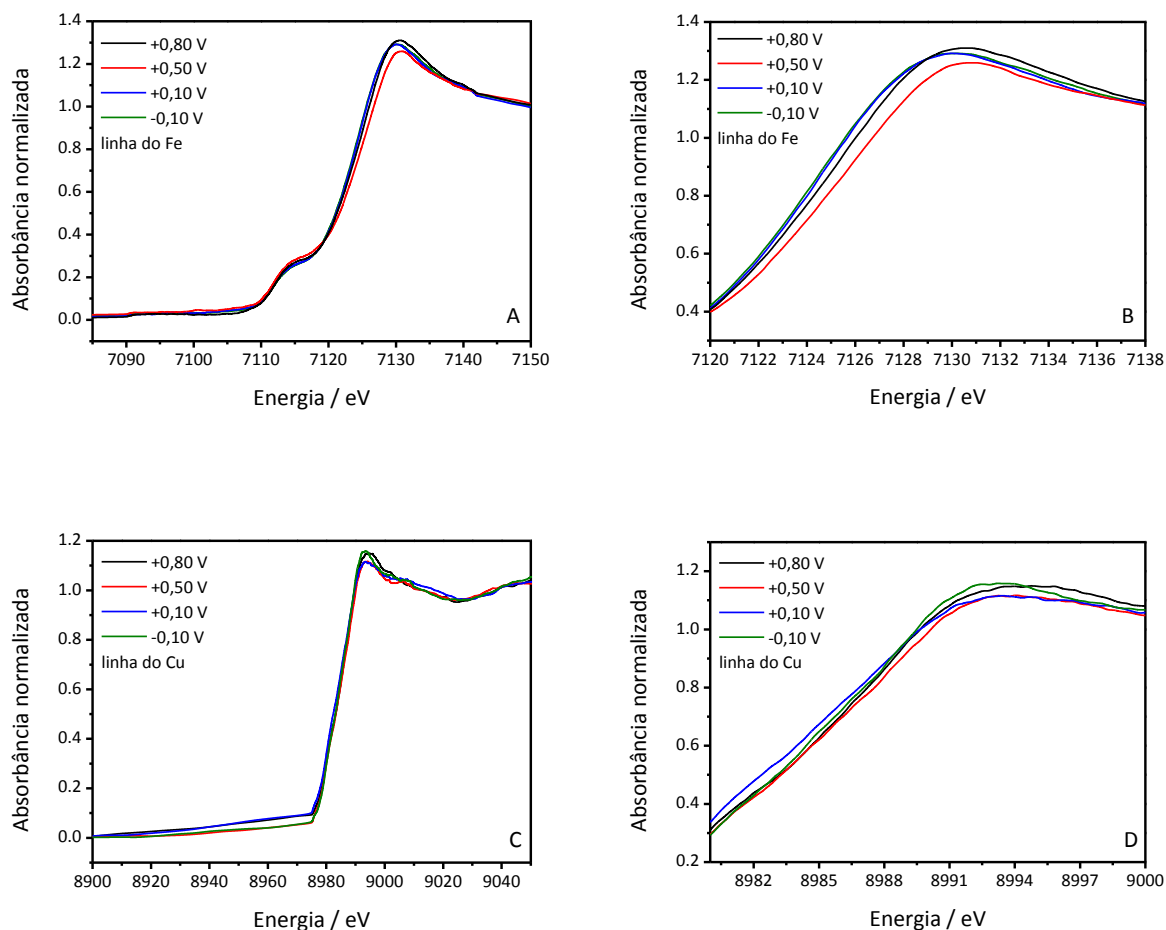 1.4
1.2
1.0
0.8
0.6
0.4
0.2
0.0
Absorbância normalizada
+0,80 V
+0,50 V
+0,10 V
-0,10 V
linha do Fe
A
7090 7100 7110 7120 7130 7140 7150
Energia / eV
1.4
1.2
1.0
0.8
0.6
0.4
Absorbância normalizada
+0,80 V
+0,50 V
+0,10 V
-0,10 V
linha do Fe
B
7120 7122 7124 7126 7128 7130 7132 7134 7136 7138
Energia / eV
1.2
1.0
0.8
0.6
0.4
0.2
0.0
Absorbância normalizada
+0,80 V
+0,50 V
+0,10 V
-0,10 V
linha do Cu
C
8900 8920 8940 8960 8980 9000 9020 9040
Energia / eV
1.2
1.0
0.8
0.6
0.4
0.2
Absorbância normalizada
+0,80 V
+0,50 V
+0,10 V
-0,10 V
linha do Cu
D
8982 8985 8988 8991 8994 8997 9000
Energia / eV